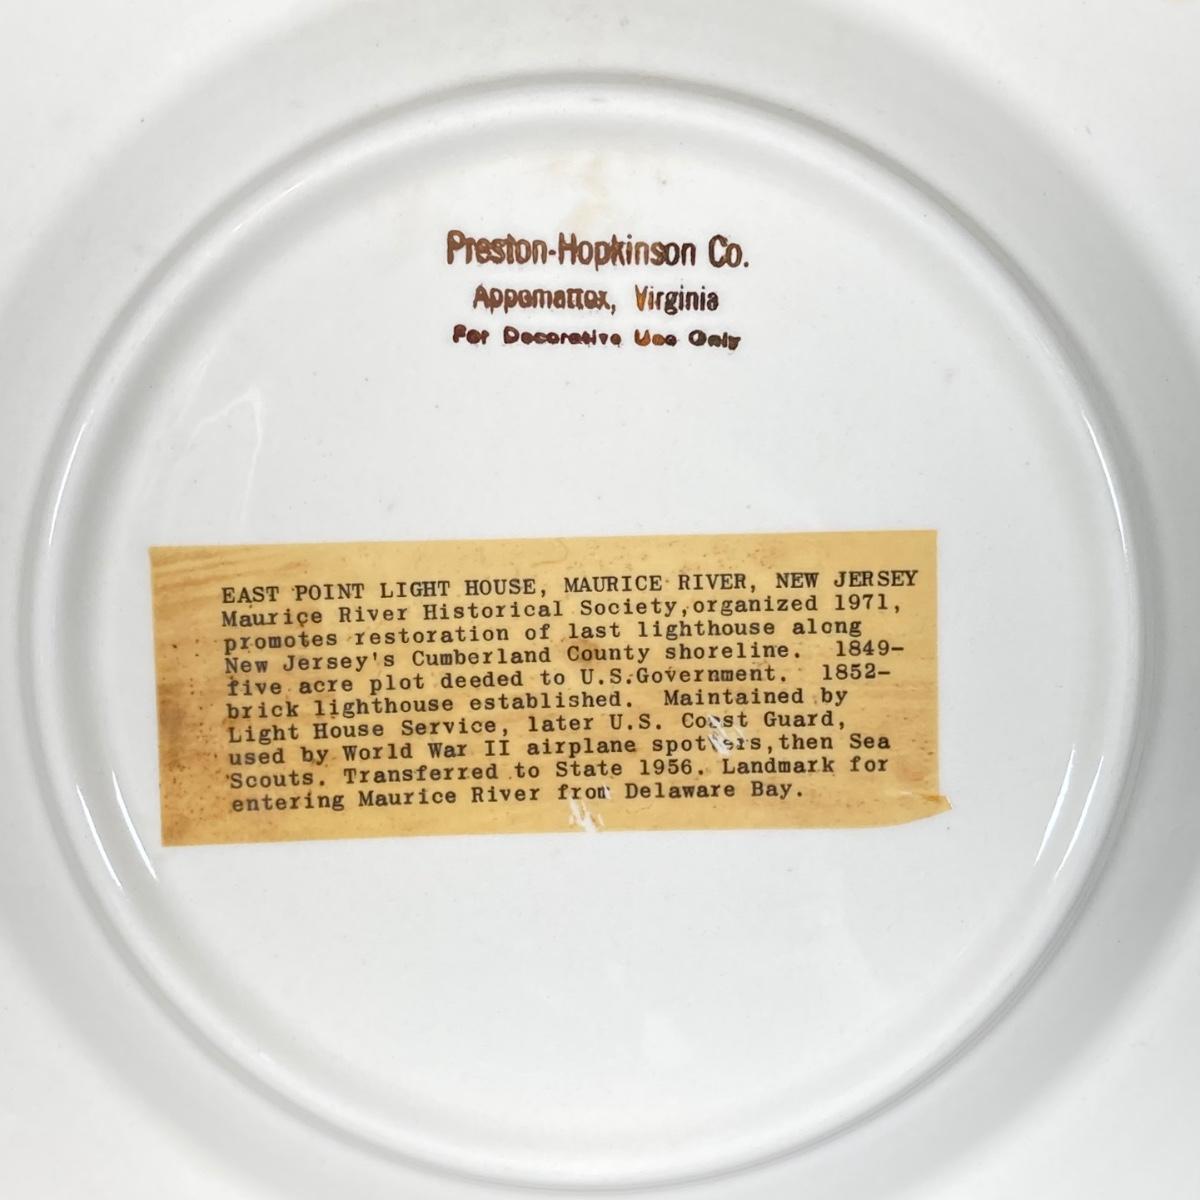 Preston-Hopkinson Co.
Appomattox, Virginia
For Decorative Use Only
EAST POINT LIGHT HOUSE, MAURICE RIVER, NEW JERSEY
Maurice River Historical Society,organized 1971,
promotes restoration of last lighthouse along
New Jersey's Cumberland County shoreline. 1849-
five acre plot deeded to U.S.Government. 1852-
brick lighthouse established. Maintained by
Light House Service, later U.S. Coast Guard,
used by World War II airplane spotters,then Sea
Scouts. Transferred to State 1956. Landmark for
entering Maurice River from Delaware Bay.